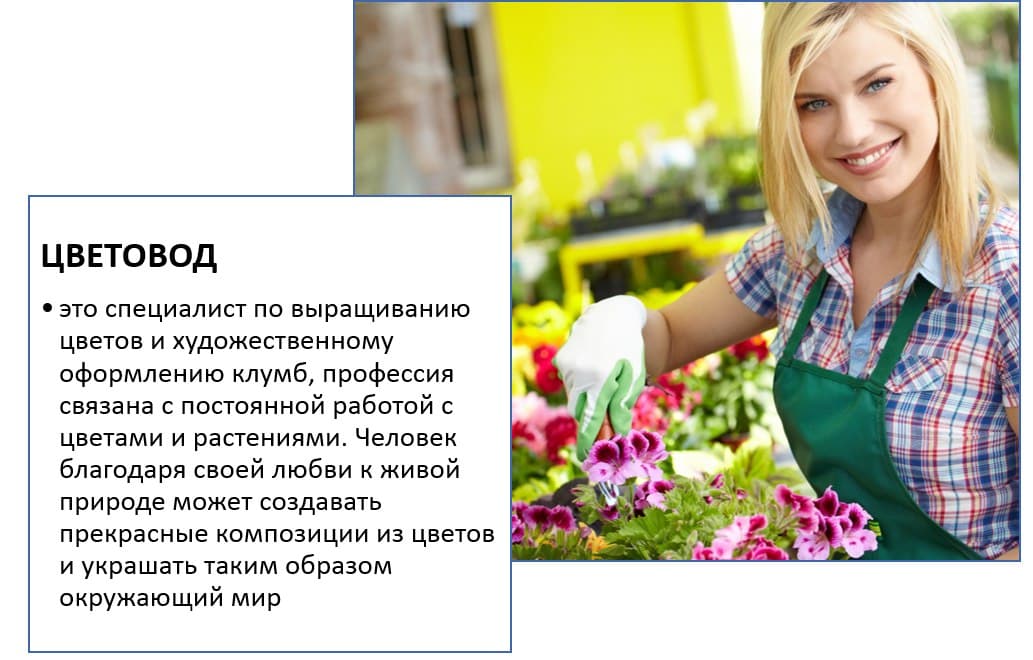 ЦВЕТОВОД
• это специалист по выращиванию
цветов и художественному
оформлению клумб, профессия
связана с постоянной работой с
цветами и растениями. Человек
благодаря своей любви к живой
природе может создавать
прекрасные композиции из цветов
и украшать таким образом
окружающий мир